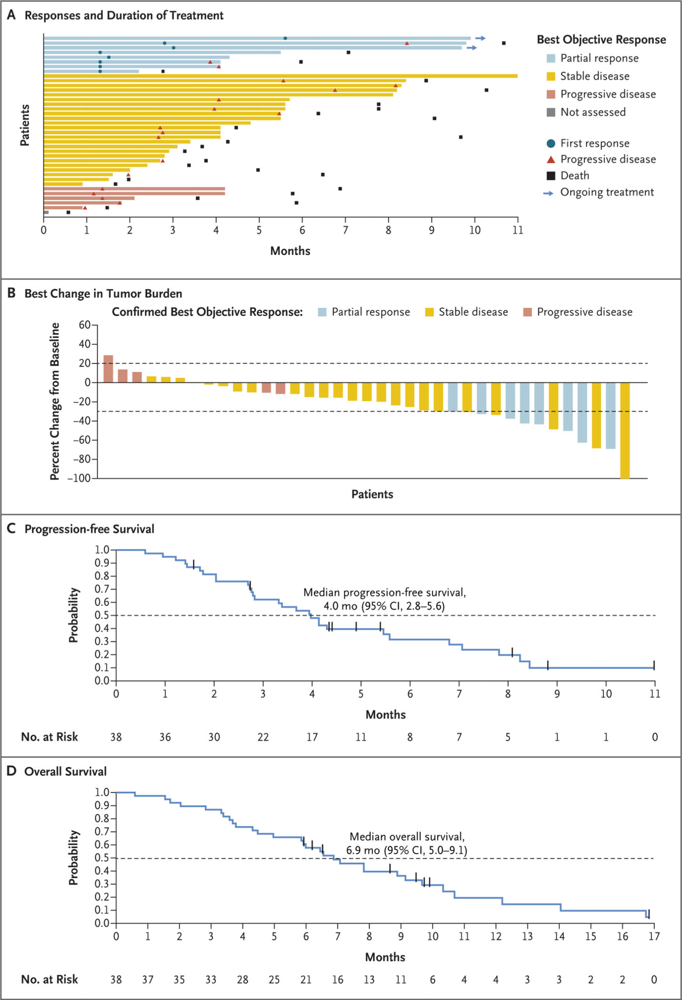 A Responses and Duration of Treatment
Patients
0 1 2 3 4 5 6 7 8 9 10 11
Months
Best Objective Response
Partial response
Stable disease
Progressive disease
Not assessed
First response
Progressive disease
Death
Ongoing treatment
B Best Change in Tumor Burden
Confirmed Best Objective Response: Partial response Stable disease Progressive disease
Percent Change from Baseline
60
40
20
0
−20
−40
−60
−80
−100
Patients
C Progression-free Survival
Probability
1.0
0.9
0.8
0.7
0.6
0.5
0.4
0.3
0.2
0.1
0.0
Median progression-free survival,
4.0 mo (95% CI, 2.8–5.6)
0 1 2 3 4 5 6 7 8 9 10 11
Months
No. at Risk 38 36 30 22 17 11 8 7 5 1 1 0
D Overall Survival
Probability
1.0
0.9
0.8
0.7
0.6
0.5
0.4
0.3
0.2
0.1
0.0
Median overall survival,
6.9 mo (95% CI, 5.0–9.1)
0 1 2 3 4 5 6 7 8 9 10 11 12 13 14 15 16 17
Months
No. at Risk 38 37 35 33 28 25 21 16 13 11 6 4 4 3 3 2 2 0